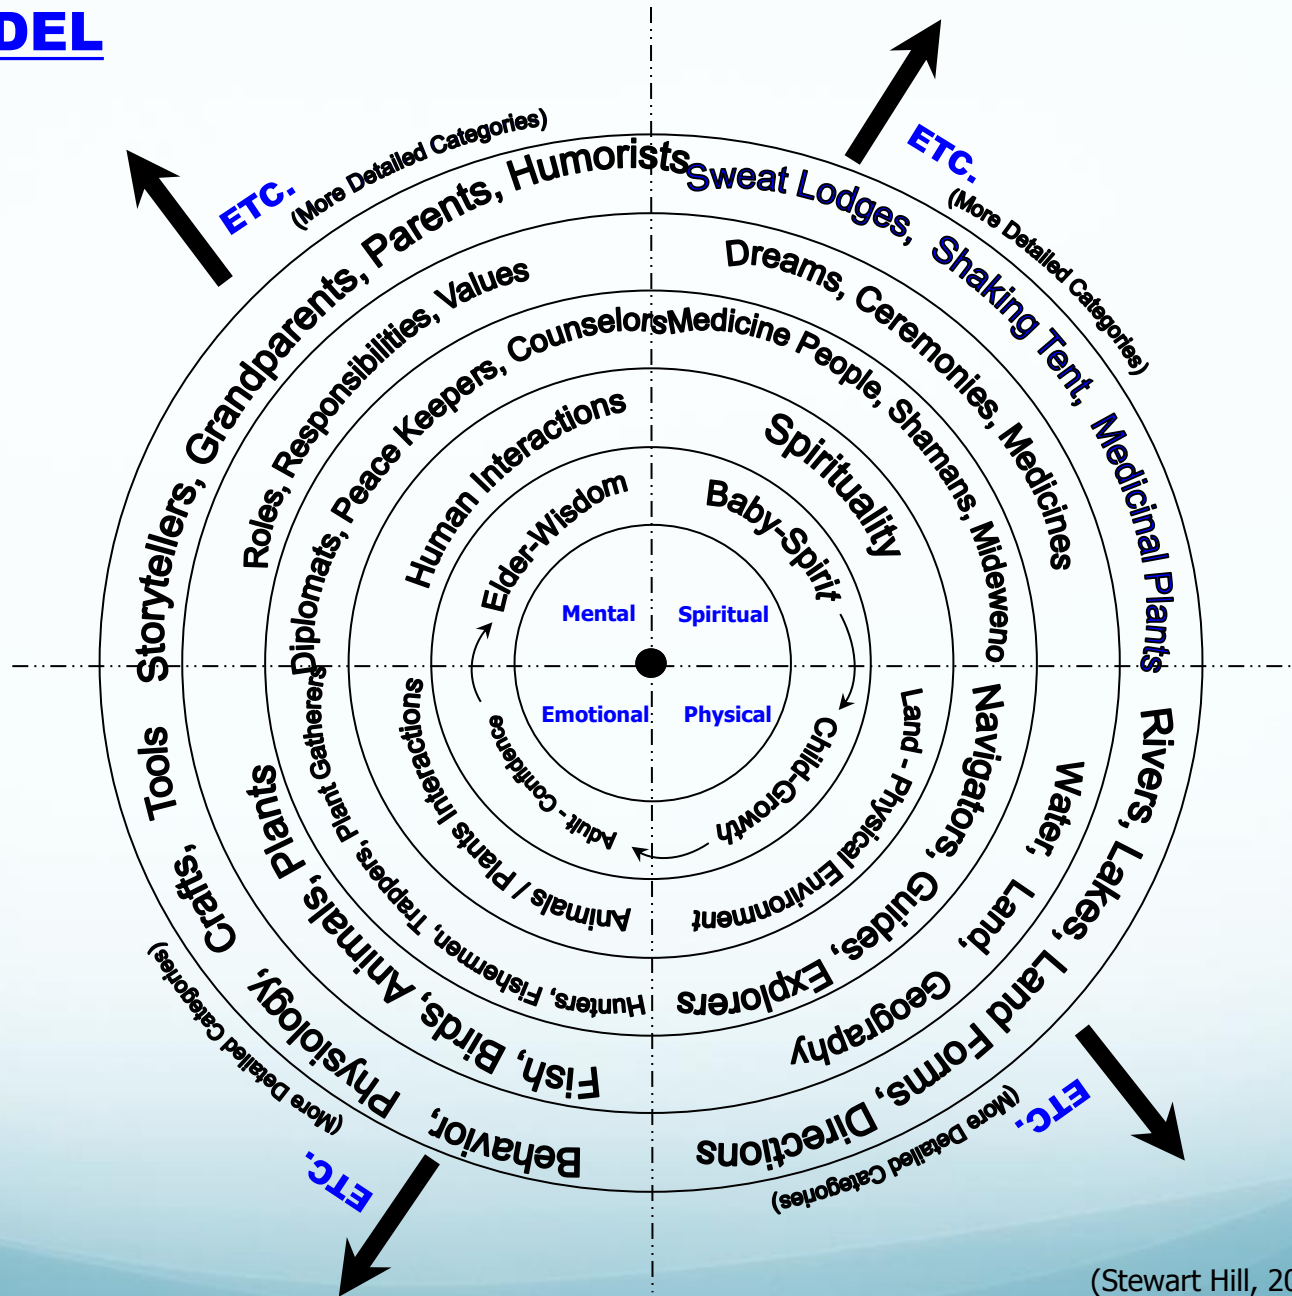 DEL
ETC.
(More Detailed Categories)
Storytellers, Grandparents, Parents, Humorists
Roles, Responsibilities, Values
Diplomats, Peace Keepers, Counselors
Human Interactions
Elder-Wisdom
Mental
ETC.
(More Detailed Categories)
Sweat Lodges, Shaking Tent, Medicinal Plants
Dreams, Ceremonies, Medicines
Medicine People, Shamans, Mideweno
Spirituality
Baby-Spirit
Spiritual
Physical
Child-Growth
Land - Physical Environment
Navigators, Guides, Explorers
Water, Land, Geography
Rivers, Lakes, Land Forms, Directions
(More Detailed Categories)
ETC.
Emotional
Adult - Confidence
Animals / Plants Interactions
Hunters, Fishermen, Trappers, Plant Gatherers
Fish, Birds, Animals, Plants
Behavior, Physiology, Crafts, Tools
(More Detailed Categories)
ETC.
(Stewart Hill, 20